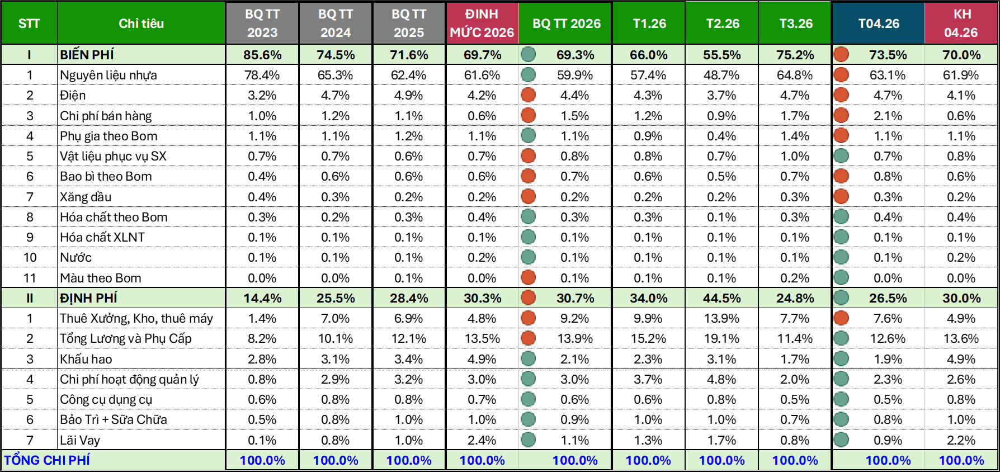 STT Chỉ tiêu BQ TT 2023 BQ TT 2024 BQ TT 2025 ĐINH MỨC 2026 BQ TT 2026 T1.26 T2.26 T3.26 T04.26 KH 04.26
I BIẾN PHÍ 85.6% 74.5% 71.6% 69.7% 69.3% 66.0% 55.5% 75.2% 73.5% 70.0%
1 Nguyên liệu nhựa 78.4% 65.3% 62.4% 61.6% 59.9% 57.4% 48.7% 64.8% 63.1% 61.9%
2 Điện 3.2% 4.7% 4.9% 4.2% 4.4% 4.3% 3.7% 4.7% 4.7% 4.1%
3 Chi phí bán hàng 1.0% 1.2% 1.1% 0.6% 1.5% 1.2% 0.9% 1.7% 2.1% 0.6%
4 Phụ gia theo Bom 1.1% 1.1% 1.2% 1.1% 1.1% 0.9% 0.4% 1.4% 1.1% 1.1%
5 Vật liệu phục vụ SX 0.7% 0.7% 0.6% 0.7% 0.8% 0.8% 0.7% 1.0% 0.7% 0.8%
6 Bao bì theo Bom 0.4% 0.6% 0.6% 0.6% 0.7% 0.6% 0.5% 0.7% 0.8% 0.6%
7 Xăng dầu 0.4% 0.3% 0.2% 0.2% 0.2% 0.2% 0.2% 0.3% 0.3% 0.2%
8 Hóa chất theo Bom 0.3% 0.2% 0.3% 0.4% 0.3% 0.3% 0.1% 0.3% 0.4% 0.4%
9 Hóa chất XLNT 0.1% 0.1% 0.1% 0.1% 0.1% 0.1% 0.1% 0.1% 0.1% 0.1%
10 Nước 0.1% 0.1% 0.1% 0.2% 0.1% 0.1% 0.1% 0.1% 0.1% 0.2%
11 Màu theo Bom 0.0% 0.0% 0.1% 0.0% 0.1% 0.1% 0.1% 0.2% 0.0% 0.0%
II ĐỊNH PHÍ 14.4% 25.5% 28.4% 30.3% 30.7% 34.0% 44.5% 24.8% 26.5% 30.0%
1 Thuê Xưởng, Kho, thuê máy 1.4% 7.0% 6.9% 4.8% 9.2% 9.9% 13.9% 7.7% 7.6% 4.9%
2 Tổng Lương và Phụ Cấp 8.2% 10.1% 12.1% 13.5% 13.9% 15.2% 19.1% 11.4% 12.6% 13.6%
3 Khấu hao 2.8% 3.1% 3.4% 4.9% 2.1% 2.3% 3.1% 1.7% 1.9% 4.9%
4 Chi phí hoạt động quản lý 0.8% 2.9% 3.2% 3.0% 3.0% 3.7% 4.8% 2.0% 2.3% 2.6%
5 Công cụ dụng cụ 0.6% 0.8% 0.8% 0.7% 0.6% 0.6% 0.8% 0.5% 0.5% 0.8%
6 Bảo Trì + Sữa Chữa 0.5% 0.8% 1.0% 1.0% 0.9% 1.0% 1.0% 0.7% 0.8% 1.0%
7 Lãi Vay 0.1% 0.8% 1.0% 2.4% 1.1% 1.3% 1.7% 0.8% 0.9% 2.2%
TỔNG CHI PHÍ 100.0% 100.0% 100.0% 100.0% 100.0% 100.0% 100.0% 100.0% 100.0% 100.0%